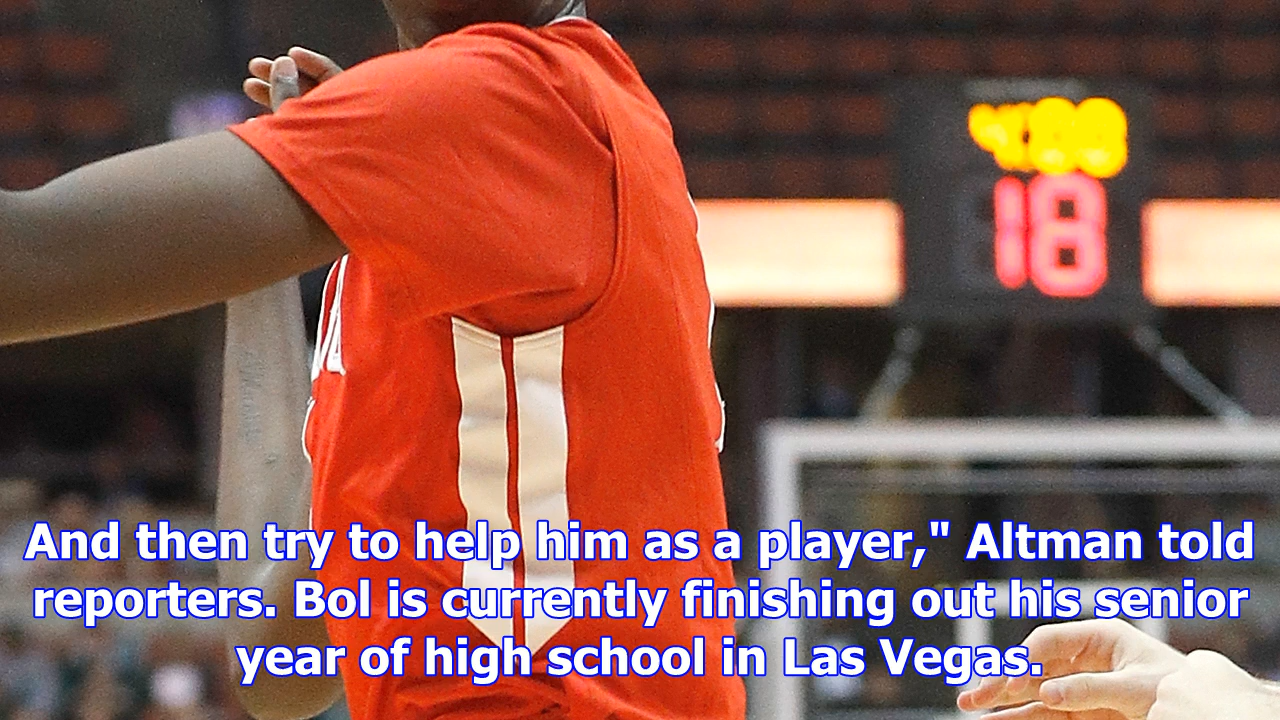 18
And then try to help him as a player," Altman told
reporters. Bol is currently finishing out his senior
year of high school in Las Vegas.